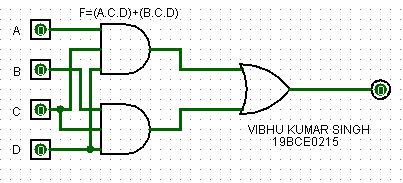 F=(A.C.D)+(B.C.D)
A
B
C
D
VIBHU KUMAR SINGH
19BCE0215